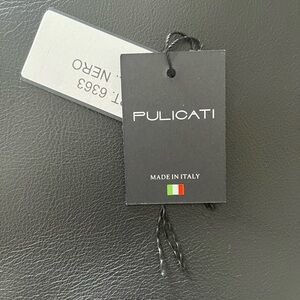 PULICATI
MADE IN ITALY
T. 6363
NERO